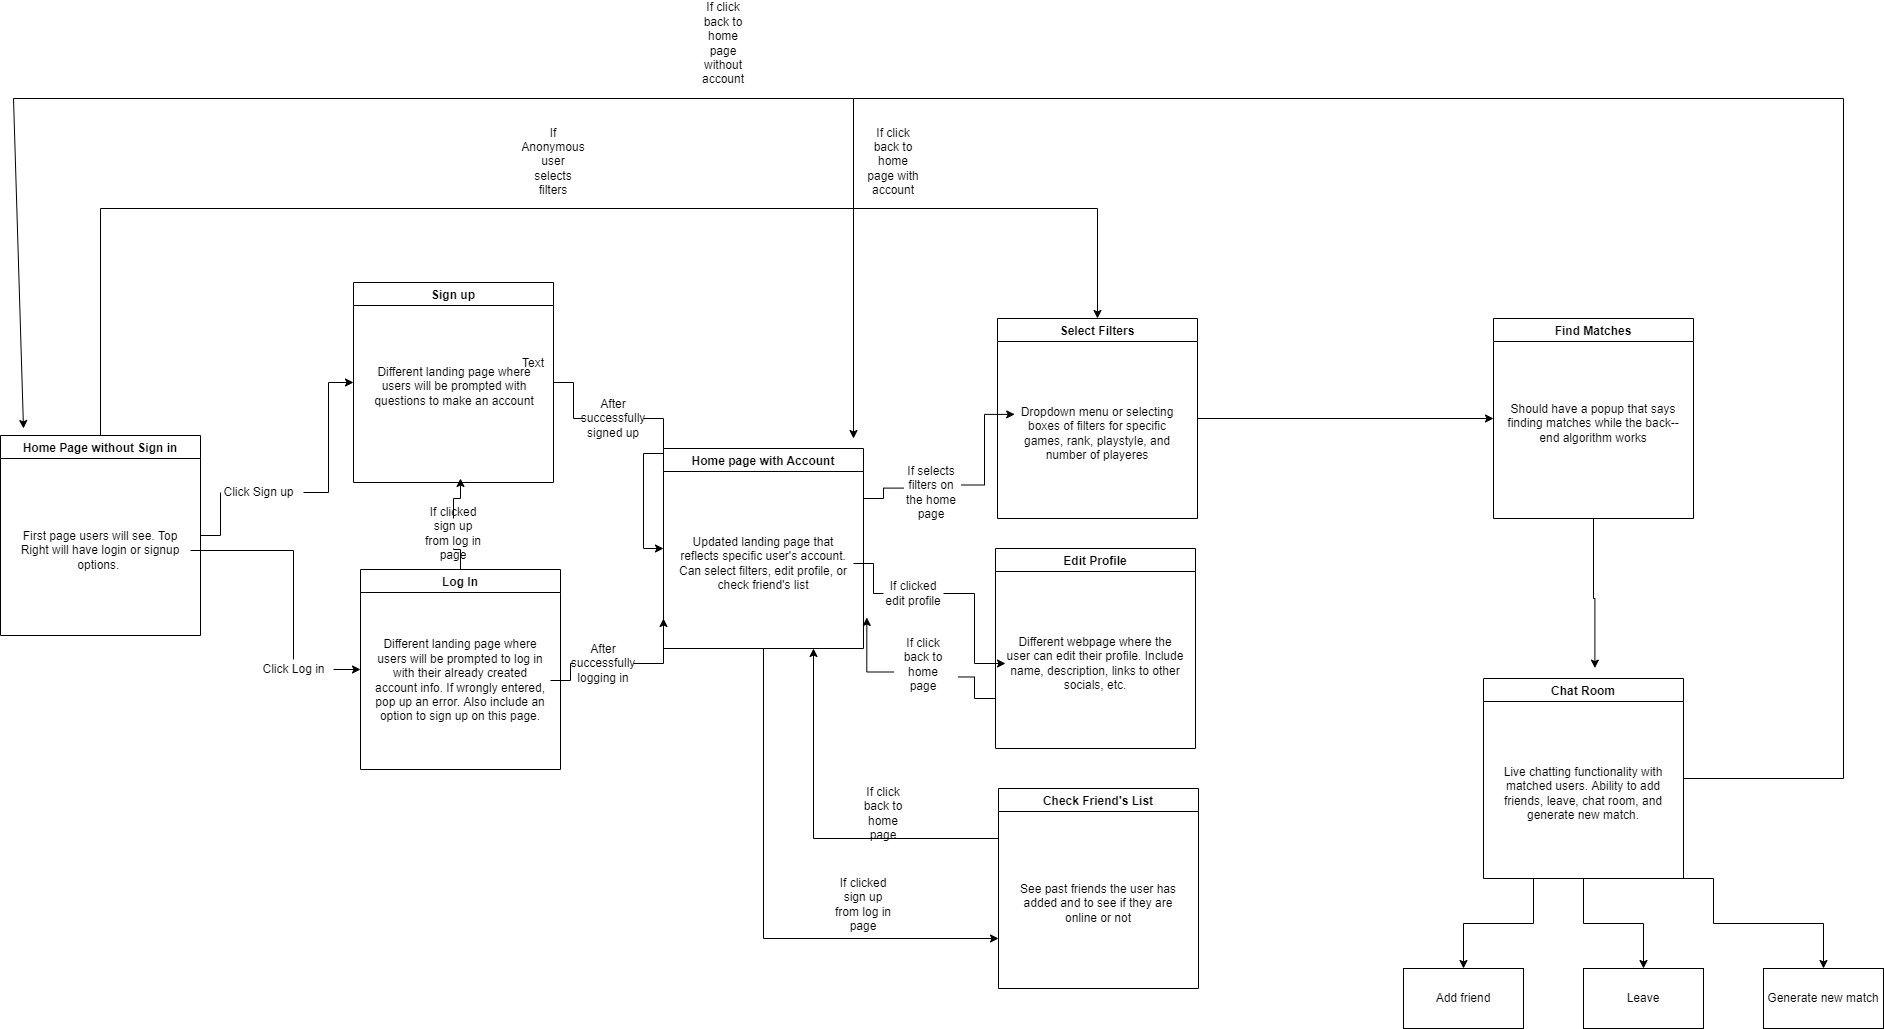 If click
back to
home
page
without
account
If
Anonymous
user
selects
filters
If click
back to
home
page with
account
Sign up
Text
Different landing page where
users will be prompted with
questions to make an account
After
successfully
signed up
Select Filters
Dropdown menu or selecting
boxes of filters for specific
games, rank, playstyle, and
number of playeres
Find Matches
Should have a popup that says
finding matches while the back--
end algorithm works
Home Page without Sign in
First page users will see. Top
Right will have login or signup
options.
Click Sign up
If clicked
sign up
from log in
page
Click Log in
Log In
Different landing page where
users will be prompted to log in
with their already created
account info. If wrongly entered,
pop up an error. Also include an
option to sign up on this page.
After
successfully
logging in
Home page with Account
Updated landing page that
reflects specific user's account.
Can select filters, edit profile, or
check friend's list
If selects
filters on
the home
page
If clicked
edit profile
If click
back to
home
page
Edit Profile
Different webpage where the
user can edit their profile. Include
name, description, links to other
socials, etc.
Chat Room
Live chatting functionality with
matched users. Ability to add
friends, leave, chat room, and
generate new match.
If click
back to
home
page
If clicked
sign up
from log in
page
Check Friend's List
See past friends the user has
added and to see if they are
online or not
Add friend
Leave
Generate new match